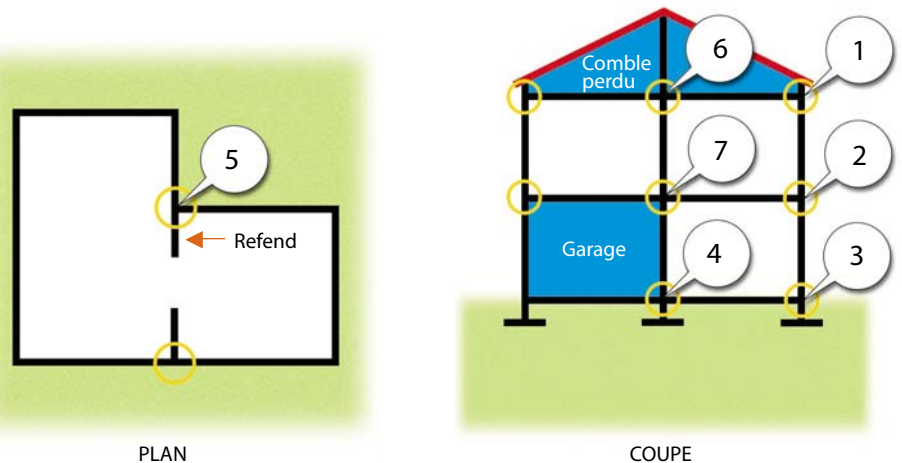 5
Refend
PLAN
Comble
perdu
6
1
7
2
Garage
4
3
COUPE